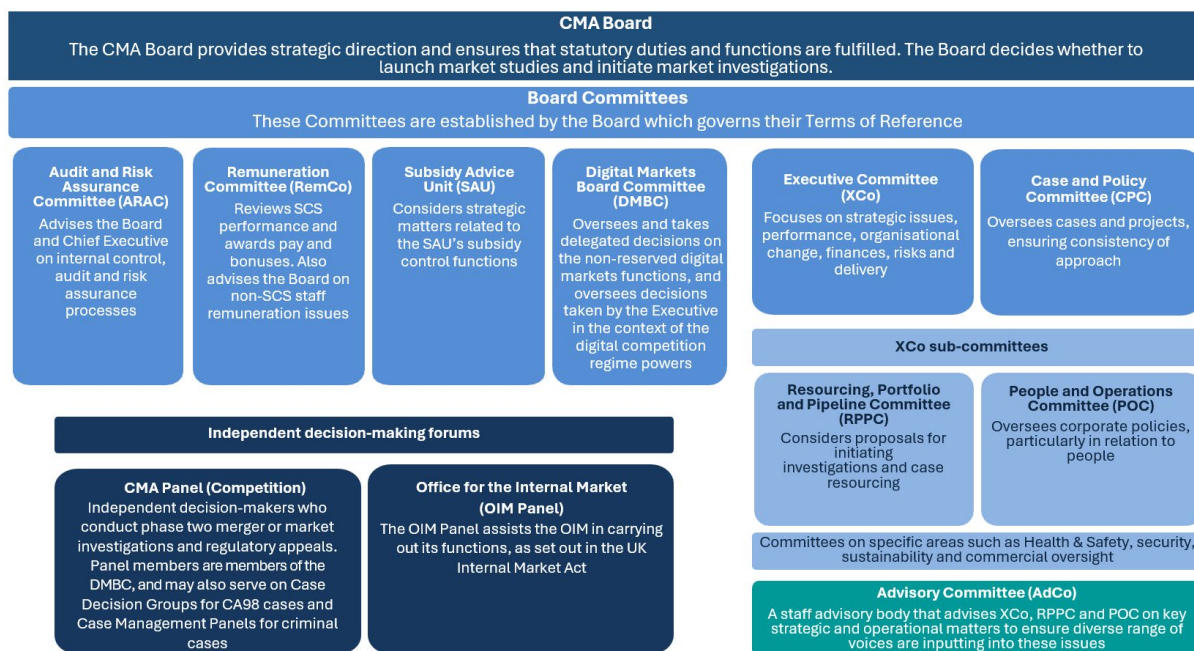 CMA Board
The CMA Board provides strategic direction and ensures that statutory duties and functions are fulfilled. The Board decides whether to
launch market studies and initiate market investigations.
Board Committees
These Committees are established by the Board which governs their Terms of Reference
Audit and Risk
Assurance
Committee (ARAC)
Advises the Board
and Chief Executive
on internal control,
audit and risk
assurance
processes
Remuneration
Committee (RemCo)
Reviews SCS
performance and
awards pay and
bonuses. Also
advises the Board on
non-SCS staff
remuneration issues
Subsidy Advice
Unit (SAU)
Considers strategic
matters related to
the SAU's subsidy
control functions
Digital Markets
Board Committee
(DMBC)
Oversees and takes
delegated decisions on
the non-reserved digital
markets functions, and
oversees decisions
taken by the Executive
in the context of the
digital competition
regime powers
Executive Committee
(XCo)
Focuses on strategic issues,
performance, organisational
change, finances, risks and
delivery
Case and Policy
Committee (CPC)
Oversees cases and projects,
ensuring consistency of
approach
XCo sub-committees
Resourcing, Portfolio
and Pipeline Committee
(RPPC)
Considers proposals for
initiating
investigations and case
resourcing
People and Operations
Committee (POC)
Oversees corporate policies,
particularly in relation to
people
Committees on specific areas such as Health & Safety, security,
sustainability and commercial oversight
Advisory Committee (AdCo)
A staff advisory body that advises XCo, RPPC and POC on key
strategic and operational matters to ensure diverse range of
voices are inputting into these issues
Independent decision-making forums
CMA Panel (Competition)
Independent decision-makers who
conduct phase two merger or market
investigations and regulatory appeals.
Panel members are members of the
DMBC, and may also serve on Case
Decision Groups for CA98 cases and
Case Management Panels for criminal
cases
Office for the Internal Market
(OIM Panel)
The OIM Panel assists the OIM in carrying
out its functions, as set out in the UK
Internal Market Act